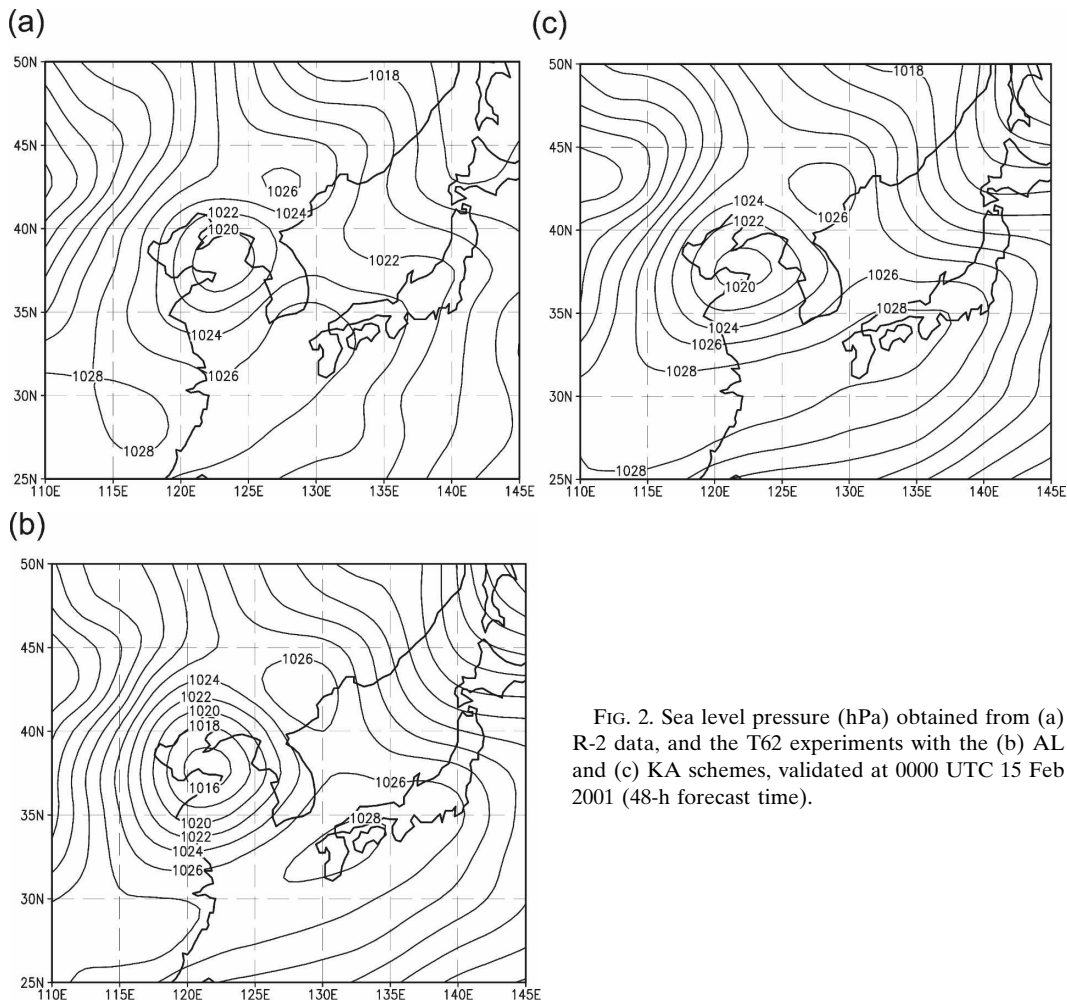 (a)
50N
45N
40N
35N
30N
25N
110E 115E 120E 125E 130E 135E 140E 145E
1018
1026
1024
1022
1020
1022
1024
1026
1028
1028
(c)
50N
45N
40N
35N
30N
25N
110E 115E 120E 125E 130E 135E 140E 145E
1018
1024
1022
1026
1020
1026
1028
1024
1026
1028
1028
(b)
50N
45N
40N
35N
30N
25N
110E 115E 120E 125E 130E 135E 140E 145E
1026
1024
1022
1020
1018
1016
1026
1028
1020
1022
1024
1026
FIG. 2. Sea level pressure (hPa) obtained from (a)
R-2 data, and the T62 experiments with the (b) AL
and (c) KA schemes, validated at 0000 UTC 15 Feb
2001 (48-h forecast time).